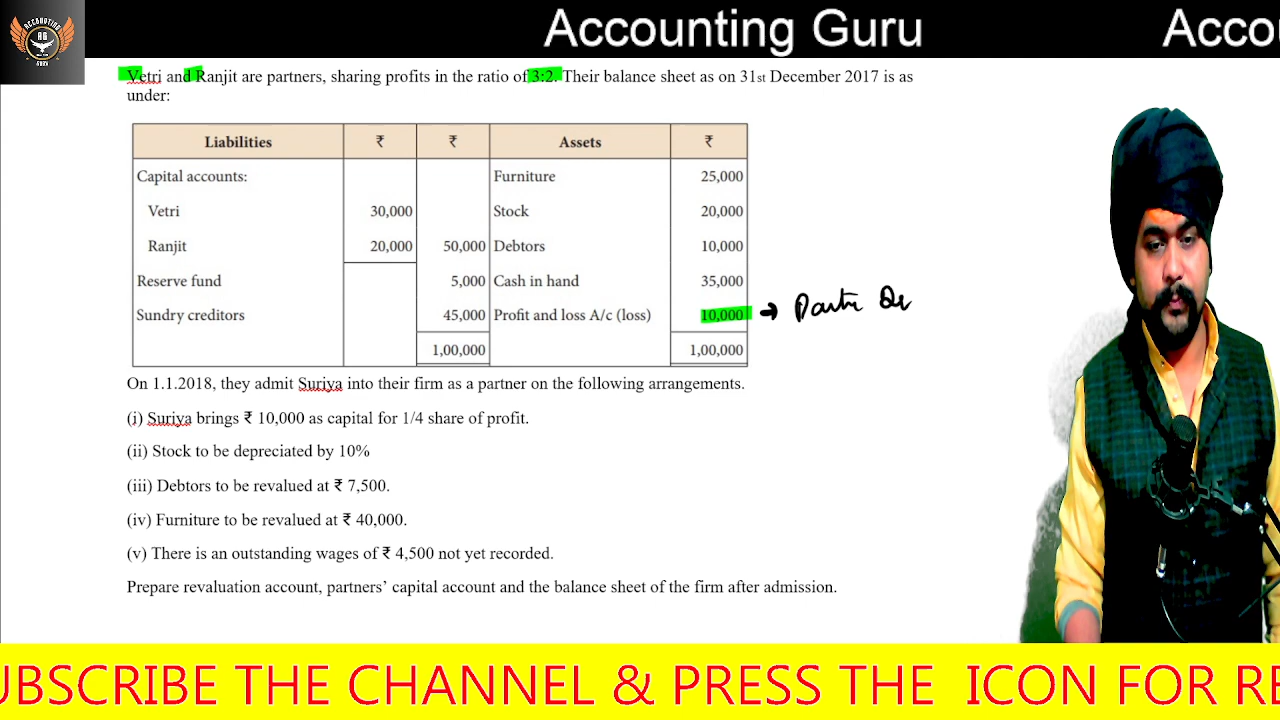 Accounting Guru
Acco
ACCOUNTING
AG
GURU
Vetri and Ranjit are partners, sharing profits in the ratio of 3:2. Their balance sheet as on 31st December 2017 is as
under:
Liabilities ₹ ₹ Assets ₹
Capital accounts: Furniture 25,000
Vetri 30,000 Stock 20,000
Ranjit 20,000 50,000 Debtors 10,000
Reserve fund 5,000 Cash in hand 35,000
Sundry creditors 45,000 Profit and loss A/c (loss) 10,000 → Partn Dr
1,00,000 1,00,000
On 1.1.2018, they admit Suriya into their firm as a partner on the following arrangements.
(i) Suriya brings ₹ 10,000 as capital for 1/4 share of profit.
(ii) Stock to be depreciated by 10%
(iii) Debtors to be revalued at ₹ 7,500.
(iv) Furniture to be revalued at ₹ 40,000.
(v) There is an outstanding wages of ₹ 4,500 not yet recorded.
Prepare revaluation account, partners’ capital account and the balance sheet of the firm after admission.
UBSCRIBE THE CHANNEL & PRESS THE ICON FOR RE